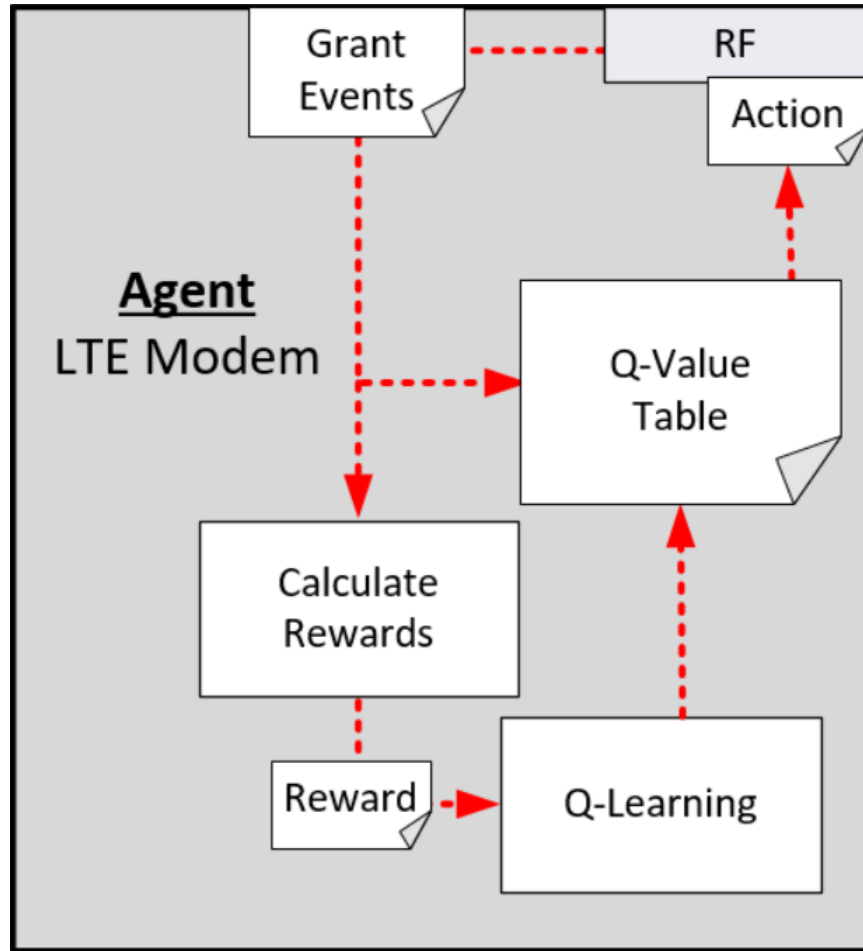 Grant
Events
RF
Action
Agent
LTE Modem
Q-Value
Table
Calculate
Rewards
Reward
Q-Learning